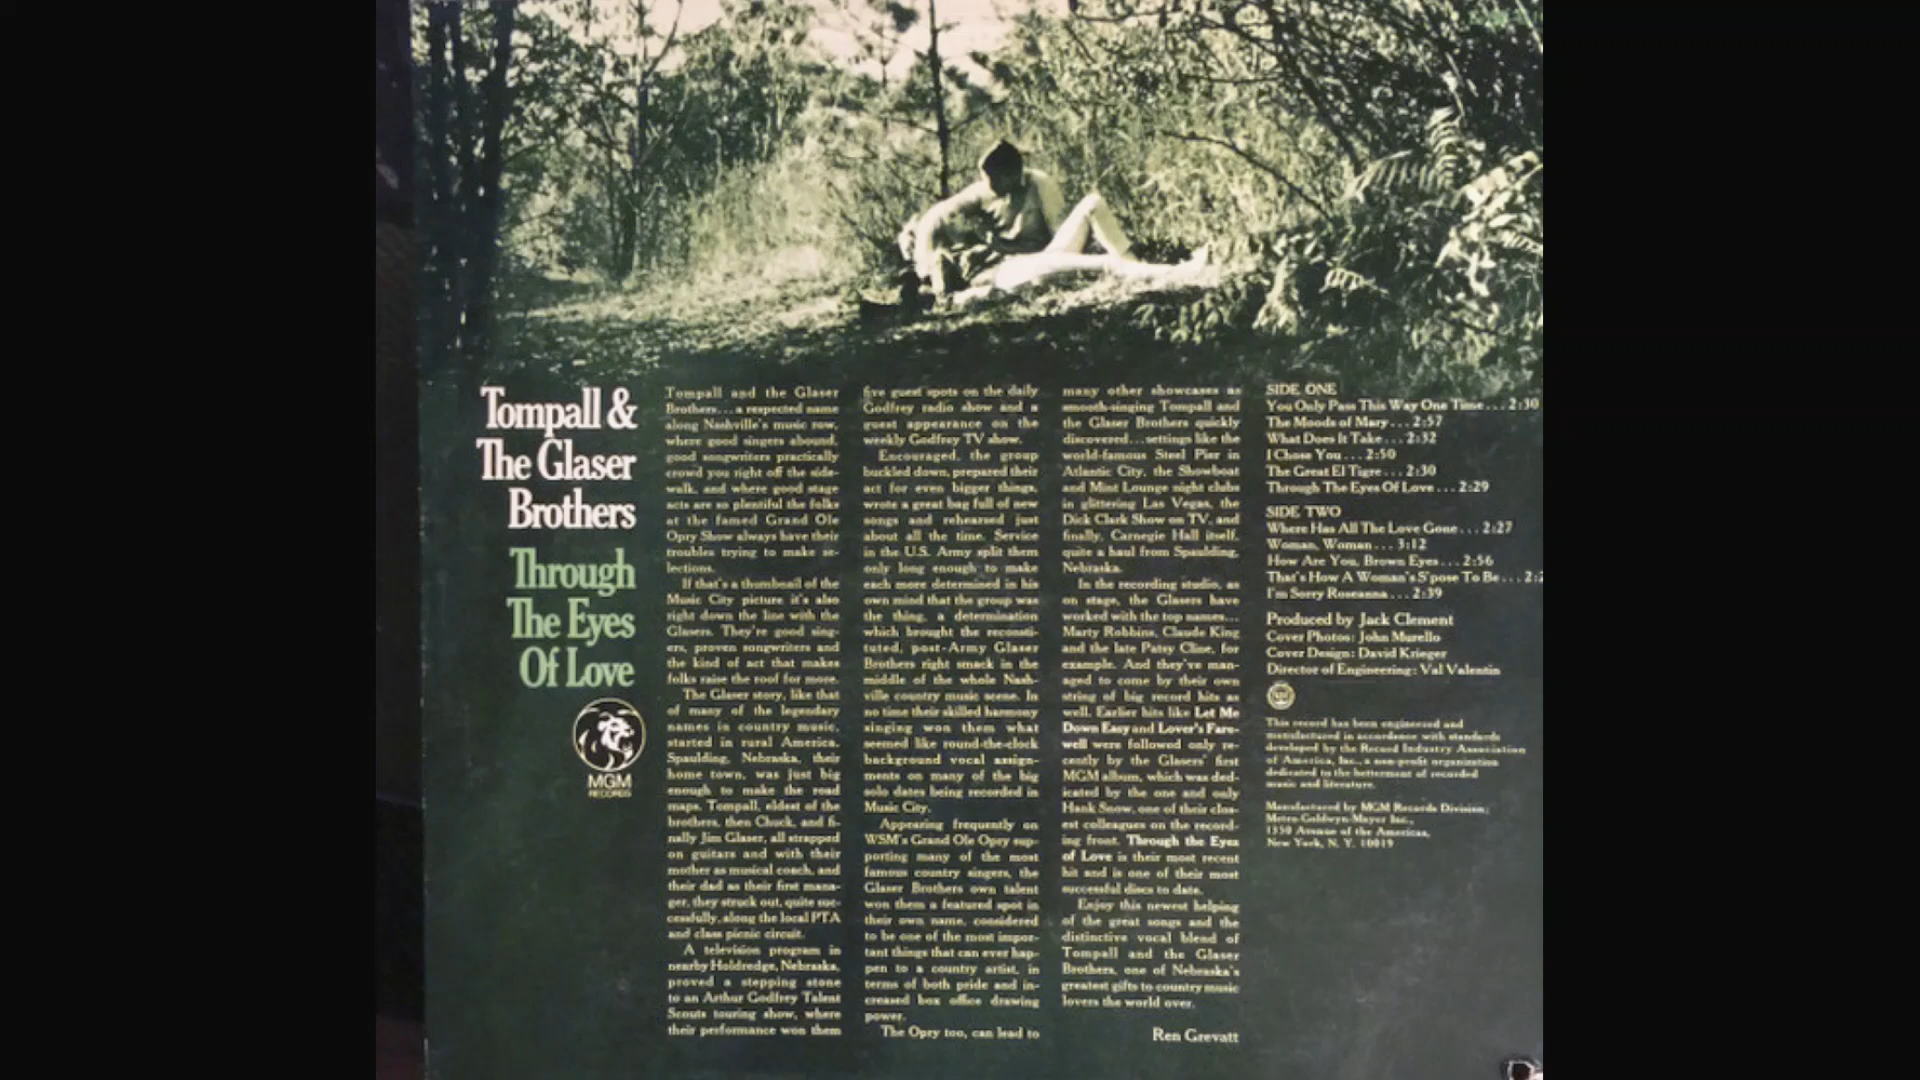 Tompall &
The Glaser
Brothers
Through
The Eyes
Of Love
MGM
RECORDS
Tompall and the Glaser
Brothers...a respected name
along Nashville's music row,
where good singers abound,
good songwriters practically
crowd you right off the side-
walk, and where good stage
acts are so plentiful the folks
at the famed Grand Ole
Opry Show always have their
troubles trying to make se-
lections.
If that's a thumbnail of the
Music City picture it's also
right down the line with the
Glasers. They're good sing-
ers, proven songwriters and
the kind of act that makes
folks raise the roof for more.
The Glaser story, like that
of many of the legendary
names in country music,
started in rural America.
Spaulding, Nebraska, their
home town, was just big
enough to make the road
maps. Tompall, eldest of the
brothers, then Chuck, and fi-
nally Jim Glaser, all strapped
on guitars and with their
mother as musical coach, and
their dad as their first mana-
ger, they struck out, quite suc-
cessfully, along the local PTA
and class picnic circuit.
A television program in
nearby Holdredge, Nebraska,
proved a stepping stone
to an Arthur Godfrey Talent
Scouts touring show, where
their performance won them
five guest spots on the daily
Godfrey radio show and a
guest appearance on the
weekly Godfrey TV show.
Encouraged, the group
buckled down, prepared their
act for even bigger things,
wrote a great bag full of new
songs and rehearsed just
about all the time. Service
in the U.S. Army split them
only long enough to make
each more determined in his
own mind that the group was
the thing, a determination
which brought the reconsti-
tuted, post-Army Glaser
Brothers right smack in the
middle of the whole Nash-
ville country music scene. In
no time their skilled harmony
singing won them what
seemed like round-the-clock
background vocal assign-
ments on many of the big
solo dates being recorded in
Music City.
Appearing frequently on
WSM's Grand Ole Opry sup-
porting many of the most
famous country singers, the
Glaser Brothers own talent
won them a featured spot in
their own name, considered
to be one of the most impor-
tant things that can ever hap-
pen to a country artist, in
terms of both pride and in-
creased box office drawing
power.
The Opry too, can lead to
many other showcases as
smooth-singing Tompall and
the Glaser Brothers quickly
discovered...settings like the
world-famous Steel Pier in
Atlantic City, the Showboat
and Mint Lounge night clubs
in glittering Las Vegas, the
Dick Clark Show on TV, and
finally, Carnegie Hall itself,
quite a haul from Spaulding,
Nebraska.
In the recording studio, as
on stage, the Glasers have
worked with the top names...
Marty Robbins, Claude King
and the late Patsy Cline, for
example. And they've man-
aged to come by their own
string of big record hits as
well. Earlier hits like Let Me
Down Easy and Lover's Fare-
well were followed only re-
cently by the Glasers' first
MGM album, which was ded-
icated by the one and only
Hank Snow, one of their clos-
est colleagues on the record-
ing front. Through the Eyes
of Love is their most recent
hit and is one of their most
successful discs to date.
Enjoy this newest helping
of the great songs and the
distinctive vocal blend of
Tompall and the Glaser
Brothers, one of Nebraska's
greatest gifts to country music
lovers the world over.
Ren Grevatt
SIDE ONE
You Only Pass This Way One Time...2:30
The Moods of Mary...2:57
What Does It Take...2:32
I Chose You...2:50
The Great El Tigre...2:30
Through The Eyes Of Love...2:29
SIDE TWO
Where Has All The Love Gone...2:27
Woman, Woman...3:12
How Are You, Brown Eyes...2:56
That's How A Woman's S'pose To Be...2:
I'm Sorry Roseanna...2:39
Produced by Jack Clement
Cover Photos: John Murello
Cover Design: David Krieger
Director of Engineering: Val Valentin
This record has been engineered and
manufactured in accordance with standards
developed by the Record Industry Association
of America, Inc., a non-profit organization
dedicated to the betterment of recorded
music and literature.
Manufactured by MGM Records Division,
Metro-Goldwyn-Mayer Inc.,
1350 Avenue of the Americas,
New York, N. Y. 10019